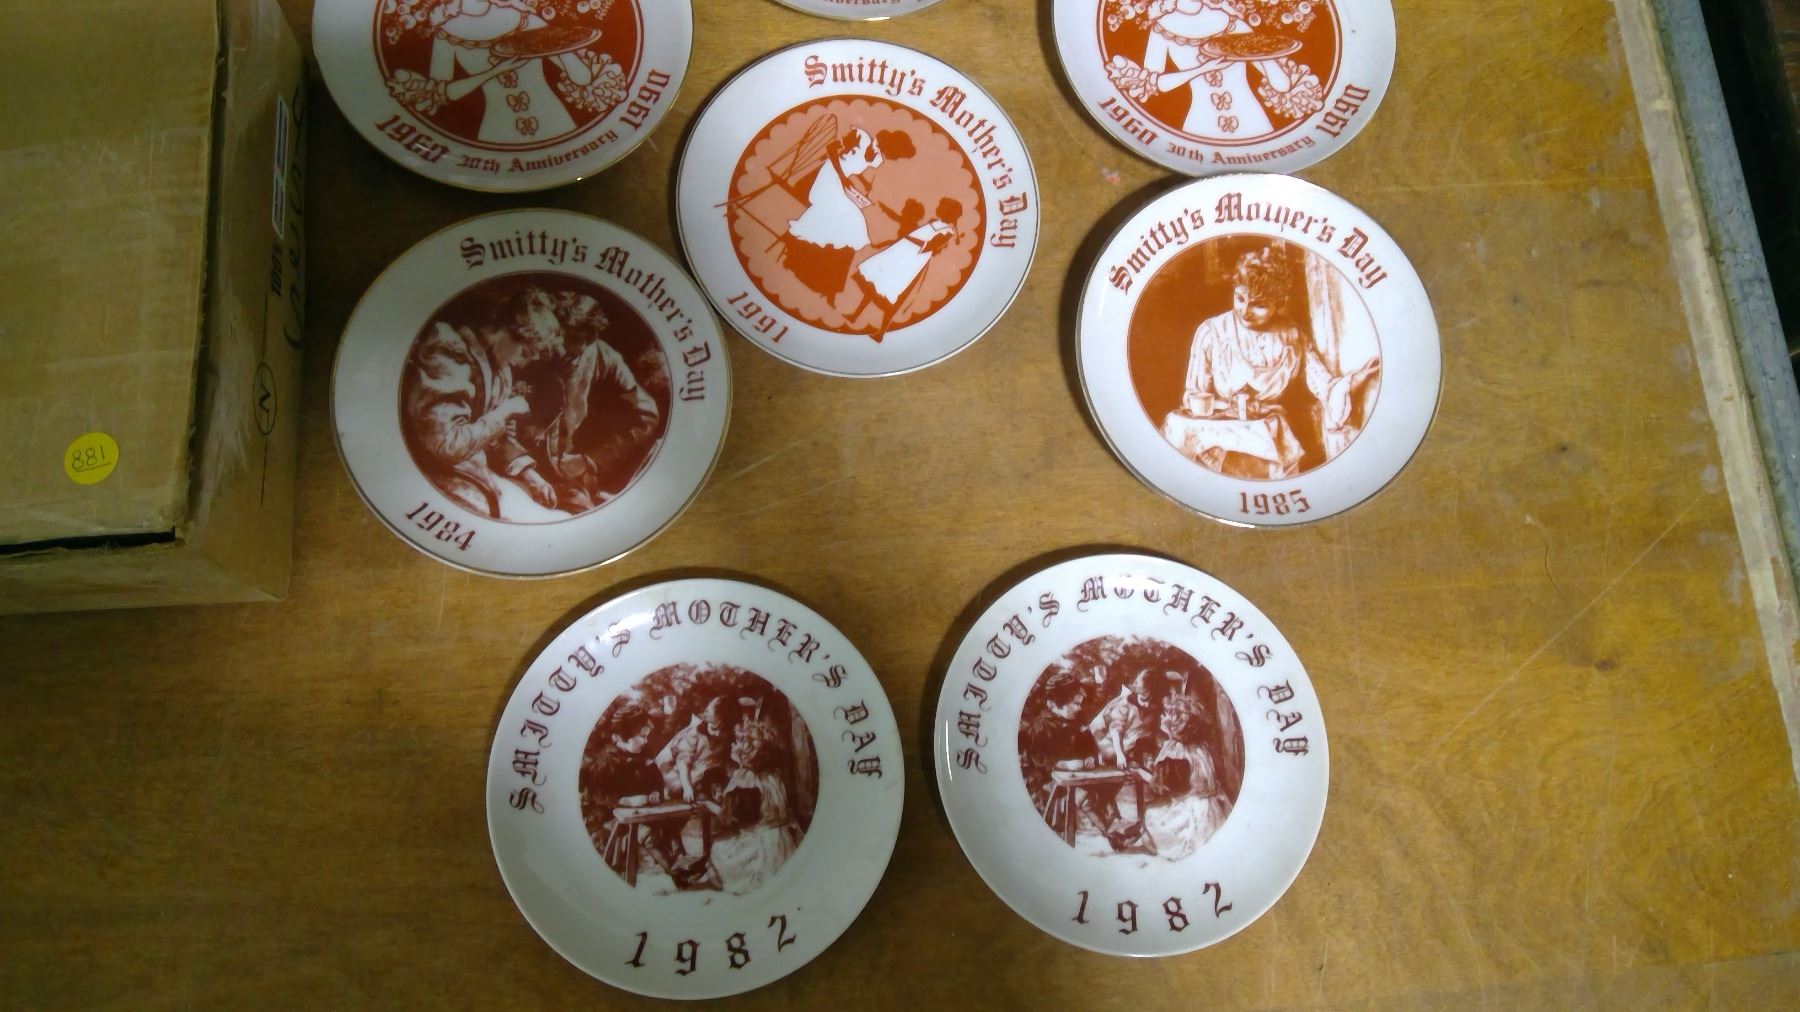 1960 30th Anniversary 1990
Anniversary
1960 30th Anniversary 1990
Smitty's Mother's Day
1991
Smitty's Mother's Day
1984
Smitty's Mother's Day
1985
SMITTY'S MOTHER'S DAY
1982
SMITTY'S MOTHER'S DAY
1982
881
N